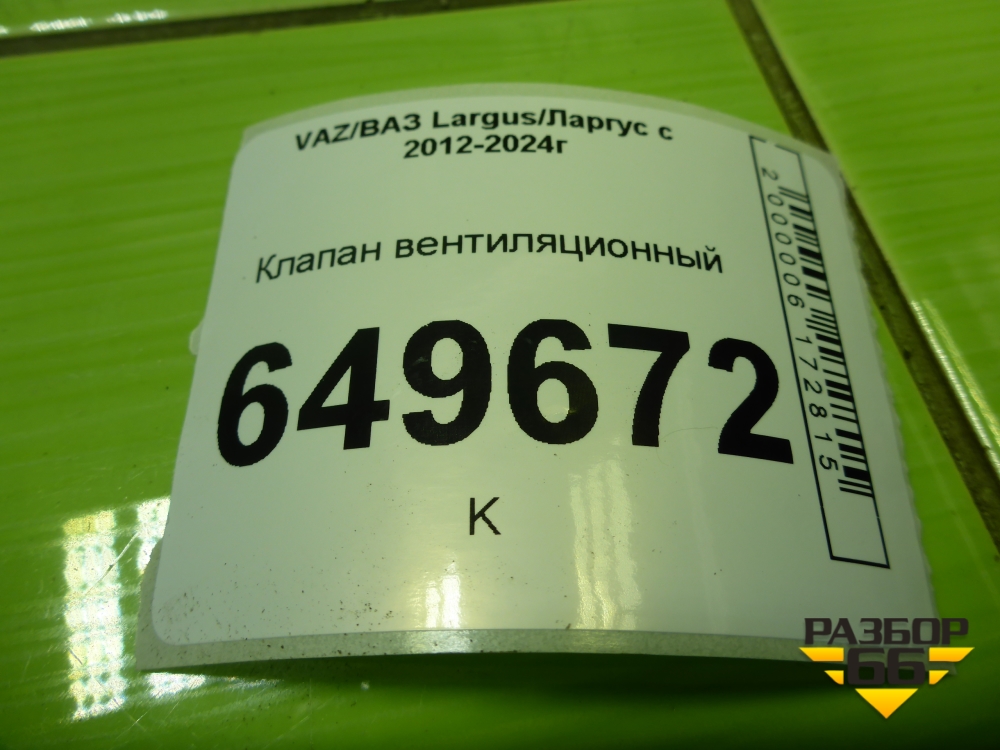 VAZ/ВАЗ Largus/Ларгус с
2012-2024г
Клапан вентиляционный
649672
К
2000006172815
РАЗБОР
66